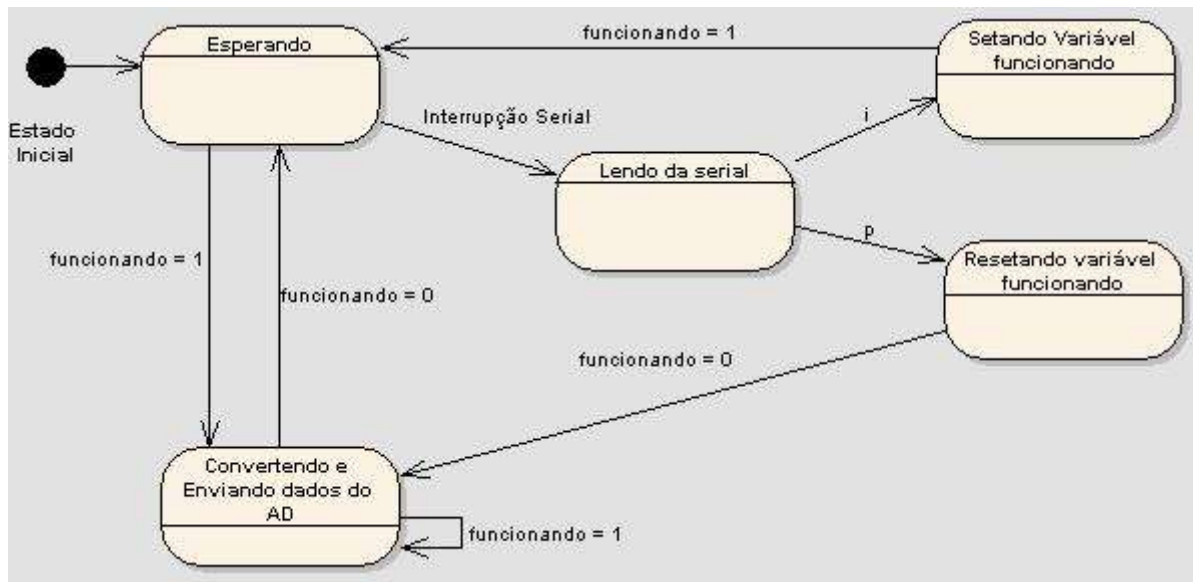 Esperando
funcionando = 1
Setando Variável
funcionando
Estado
Inicial
Interrupção Serial
i
Lendo da serial
p
Resetando variável
funcionando
funcionando = 1
funcionando = 0
funcionando = 0
Convertendo e
Enviando dados do
AD
funcionando = 1